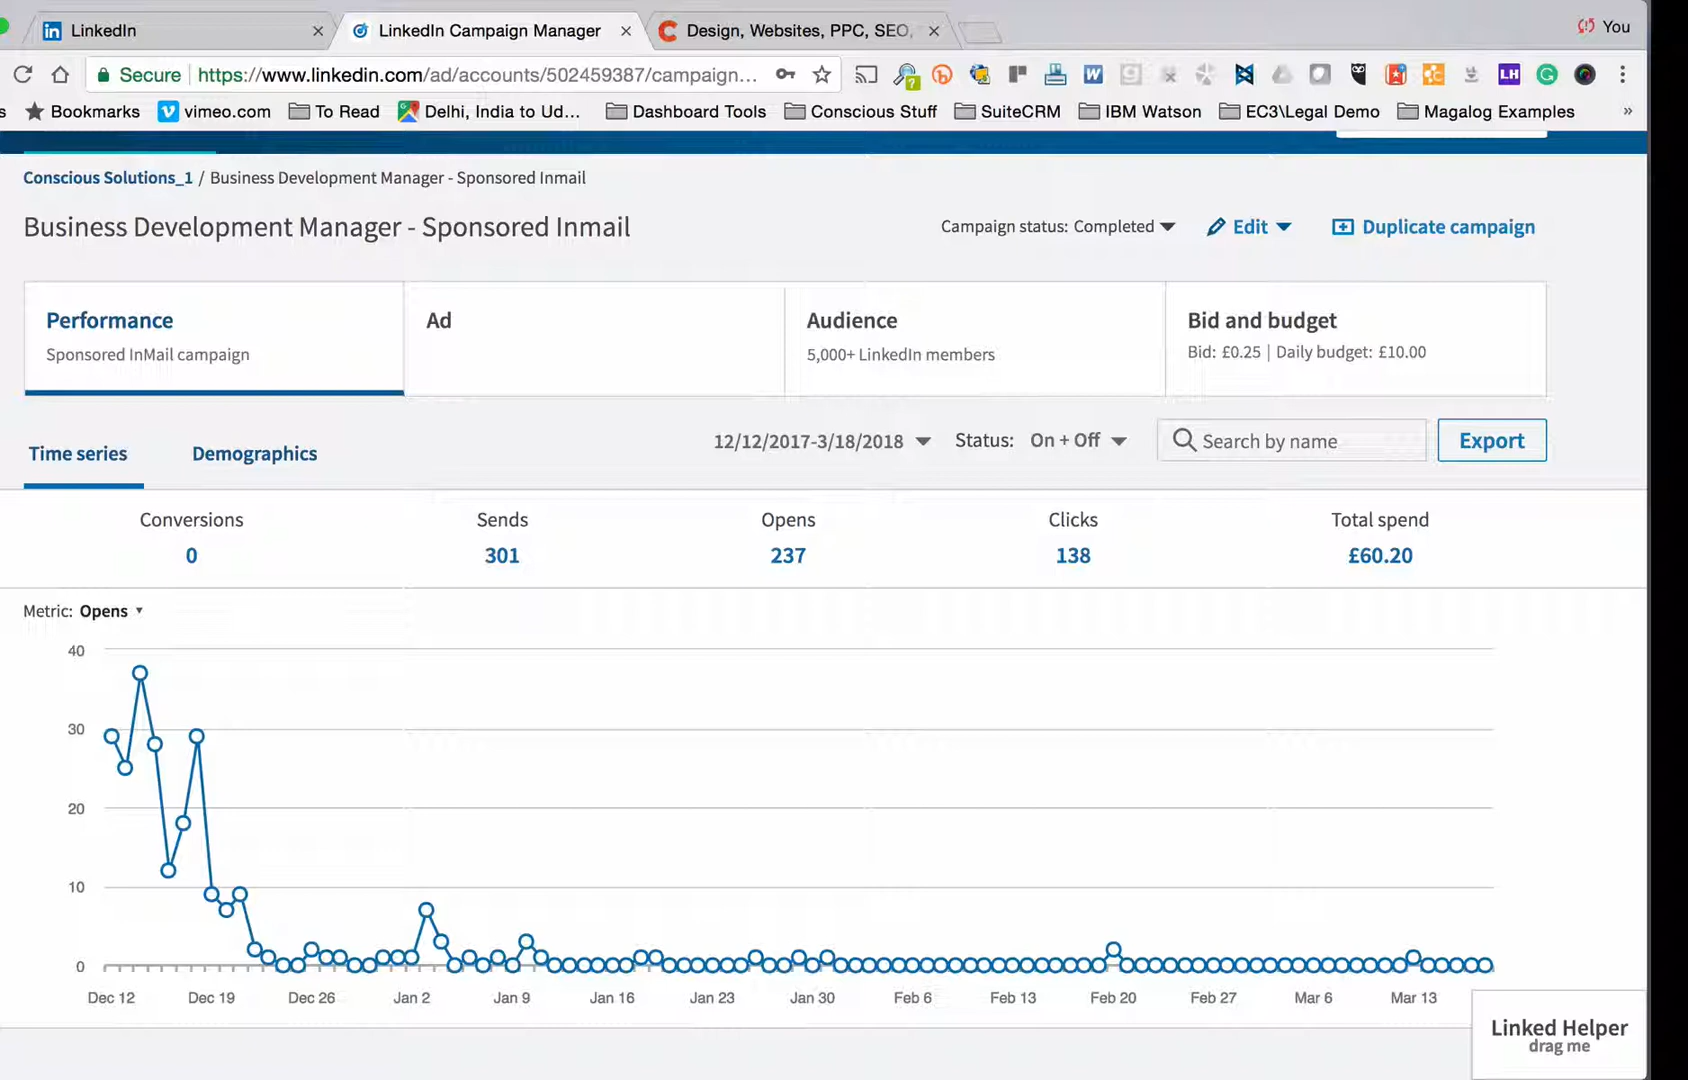 LinkedIn
LinkedIn Campaign Manager
Design, Websites, PPC, SEO,
You
Secure https://www.linkedin.com/ad/accounts/502459387/campaign...
s Bookmarks vimeo.com To Read Delhi, India to Ud... Dashboard Tools Conscious Stuff SuiteCRM IBM Watson EC3\Legal Demo Magalog Examples »
Conscious Solutions_1 / Business Development Manager - Sponsored Inmail
Business Development Manager - Sponsored Inmail
Campaign status: Completed Edit Duplicate campaign
Performance
Sponsored InMail campaign
Ad
Audience
5,000+ LinkedIn members
Bid and budget
Bid: £0.25 | Daily budget: £10.00
Time series Demographics
12/12/2017-3/18/2018 Status: On + Off Search by name Export
Conversions Sends Opens Clicks Total spend
0 301 237 138 £60.20
Metric: Opens
40
30
20
10
0
Dec 12 Dec 19 Dec 26 Jan 2 Jan 9 Jan 16 Jan 23 Jan 30 Feb 6 Feb 13 Feb 20 Feb 27 Mar 6 Mar 13
Linked Helper
drag me